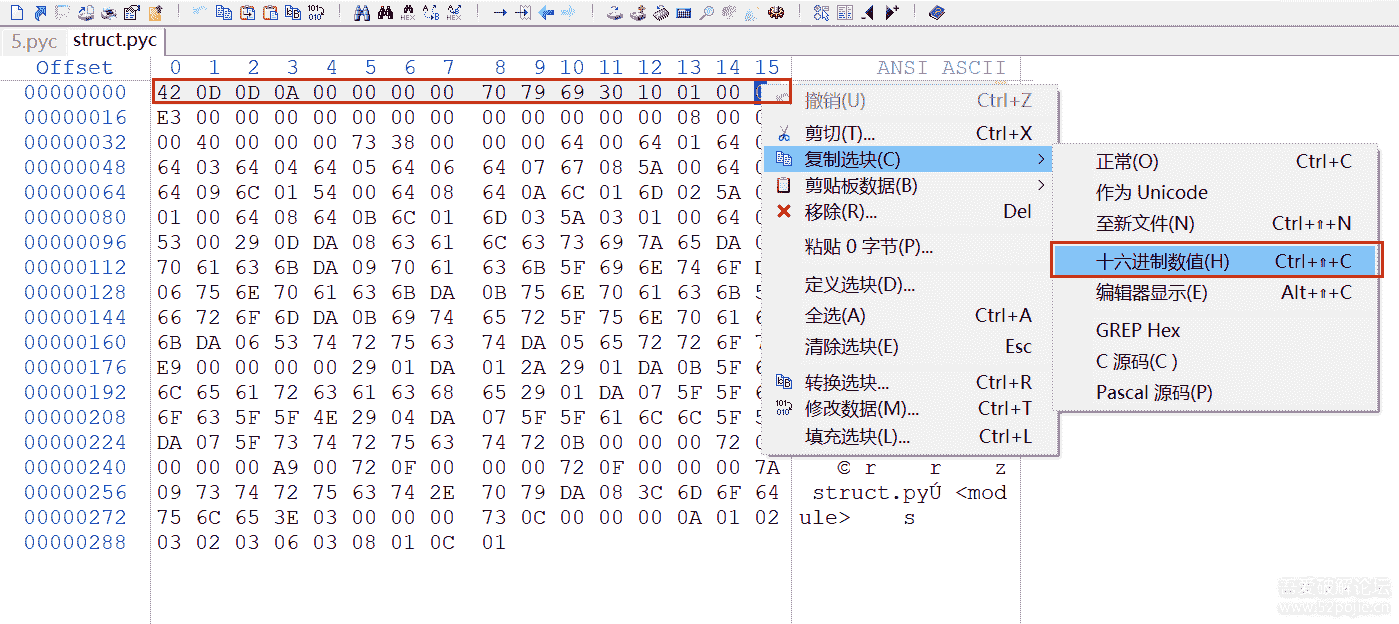 5.pyc struct.pyc
Offset 0 1 2 3 4 5 6 7 8 9 10 11 12 13 14 15 ANSI ASCII
00000000 42 0D 0D 0A 00 00 00 00 70 79 69 30 10 01 00
00000016 E3 00 00 00 00 00 00 00 00 00 00 00 00 08 00
00000032 00 40 00 00 00 73 38 00 00 00 64 00 64 01 64
00000048 64 03 64 04 64 05 64 06 64 07 67 08 5A 00 64
00000064 64 09 6C 01 54 00 64 08 64 0A 6C 01 6D 02 5A
00000080 01 00 64 08 64 0B 6C 01 6D 03 5A 03 01 00 64
00000096 53 00 29 0D DA 08 63 61 6C 63 73 69 7A 65 DA
00000112 70 61 63 6B DA 09 70 61 63 6B 5F 69 6E 74 6F
00000128 06 75 6E 70 61 63 6B DA 0B 75 6E 70 61 63 6B
00000144 66 72 6F 6D DA 0B 69 74 65 72 5F 75 6E 70 61
00000160 6B DA 06 53 74 72 75 63 74 DA 05 65 72 72 6F
00000176 E9 00 00 00 00 29 01 DA 01 2A 29 01 DA 0B 5F
00000192 6C 65 61 72 63 61 63 68 65 29 01 DA 07 5F 5F
00000208 6F 63 5F 5F 4E 29 04 DA 07 5F 5F 61 6C 6C 5F
00000224 DA 07 5F 73 74 72 75 63 74 72 0B 00 00 00 72
00000240 00 00 00 A9 00 72 0F 00 00 00 72 0F 00 00 00 7A © r r z
00000256 09 73 74 72 75 63 74 2E 70 79 DA 08 3C 6D 6F 64 struct.pyÚ <mod
00000272 75 6C 65 3E 03 00 00 00 73 0C 00 00 00 0A 01 02 ule> s
00000288 03 02 03 06 03 08 01 0C 01
撤销(U) Ctrl+Z
剪切(T)... Ctrl+X
复制选块(C)
剪贴板数据(B)
移除(R)... Del
粘贴 0 字节(P)...
定义选块(D)...
全选(A) Ctrl+A
清除选块(E) Esc
转换选块... Ctrl+R
修改数据(M)... Ctrl+T
填充选块(L)... Ctrl+L
正常(O) Ctrl+C
作为 Unicode
至新文件(N) Ctrl+⇧+N
十六进制数值(H) Ctrl+⇧+C
编辑器显示(E) Alt+⇧+C
GREP Hex
C 源码(C )
Pascal 源码(P)
吾爱破解论坛
www.52pojie.cn